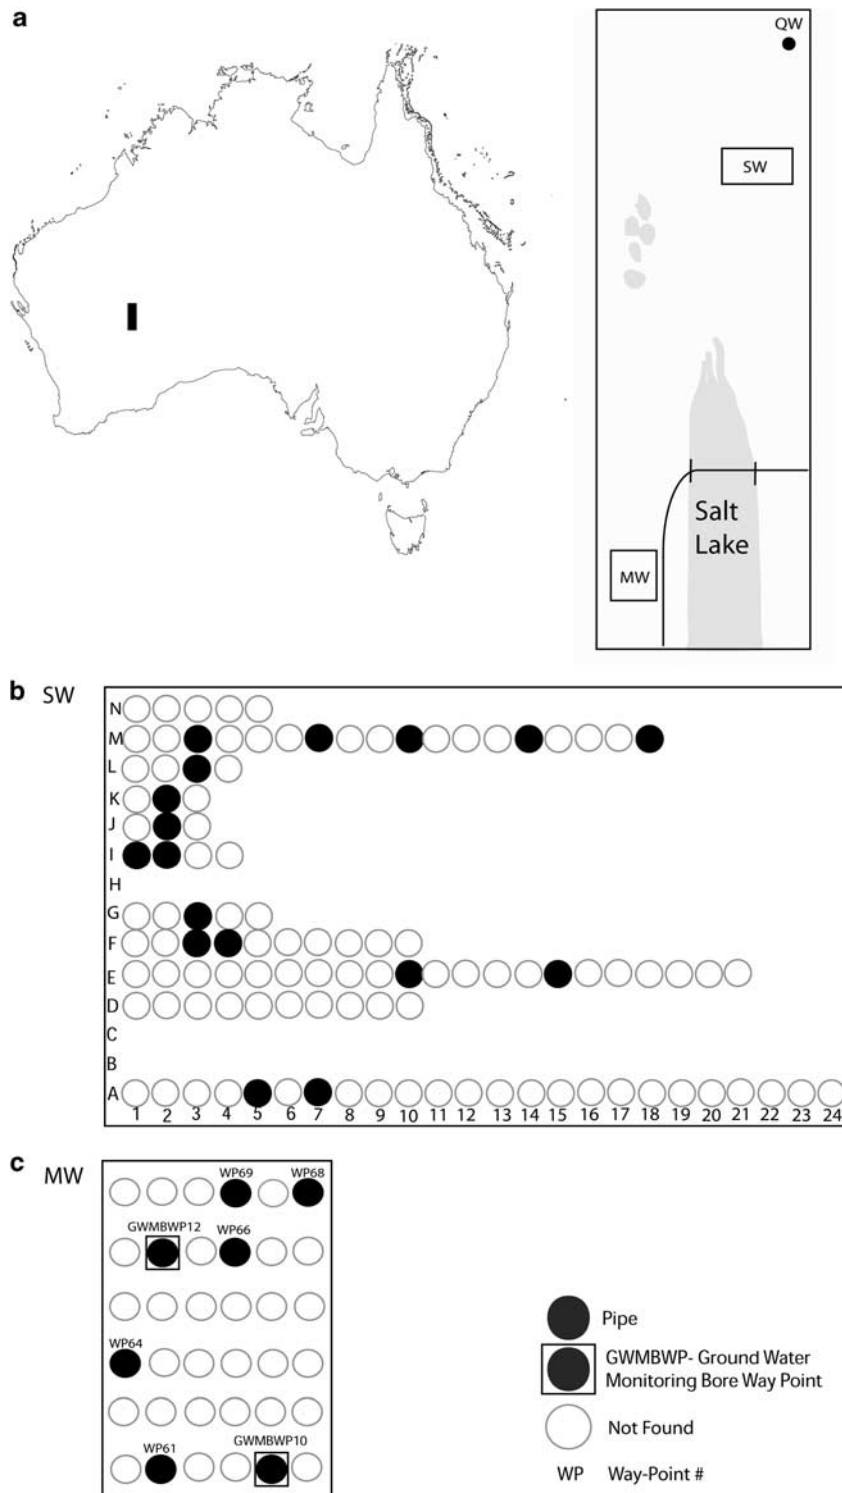 a
QW
SW
Salt
Lake
MW
b SW
N
M
L
K
J
I
H
G
F
E
D
C
B
A
1 2 3 4 5 6 7 8 9 10 11 12 13 14 15 16 17 18 19 20 21 22 23 24
c MW
WP69 WP68
GWMBWP12 WP66
WP64
WP61 GWMBWP10
Pipe
GWMBWP- Ground Water
Monitoring Bore Way Point
Not Found
WP Way-Point #